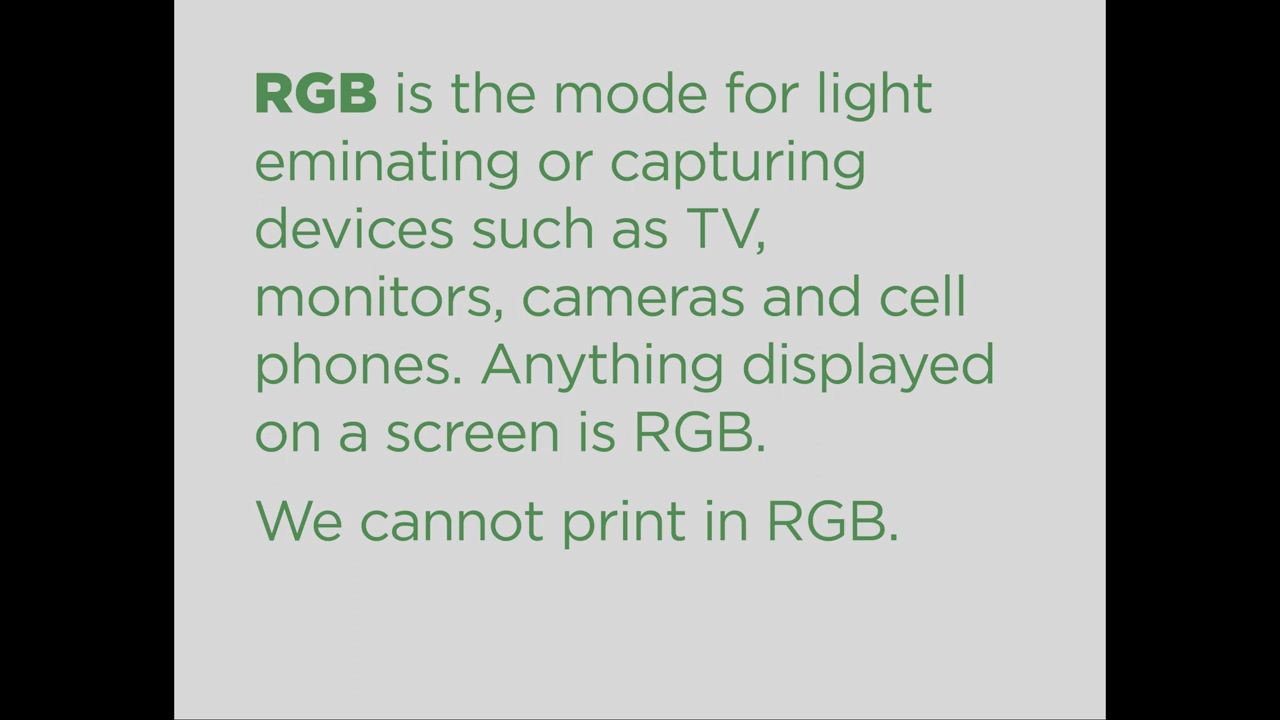 RGB is the mode for light
eminating or capturing
devices such as TV,
monitors, cameras and cell
phones. Anything displayed
on a screen is RGB.
We cannot print in RGB.